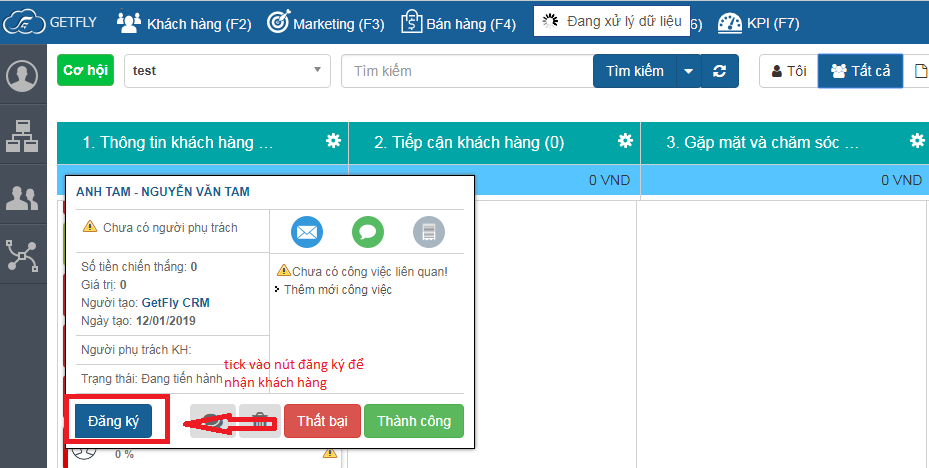 GETFLY
Khách hàng (F2)
Marketing (F3)
Bán hàng (F4)
Đang xử lý dữ liệu
6)
KPI (F7)
Cơ hội
test
Tìm kiếm
Tìm kiếm
Tôi
Tất cả
1. Thông tin khách hàng ...
2. Tiếp cận khách hàng (0)
3. Gặp mặt và chăm sóc ...
0 VND
0 VND
ANH TAM - NGUYỄN VĂN TAM
Chưa có người phụ trách
Số tiền chiến thắng: 0
Giá trị: 0
Người tạo: GetFly CRM
Ngày tạo: 12/01/2019
Chưa có công việc liên quan!
Thêm mới công việc
Người phụ trách KH:
Trạng thái: Đang tiến hành
tick vào nút đăng ký để
nhận khách hàng
Đăng ký
Thất bại
Thành công
0 %